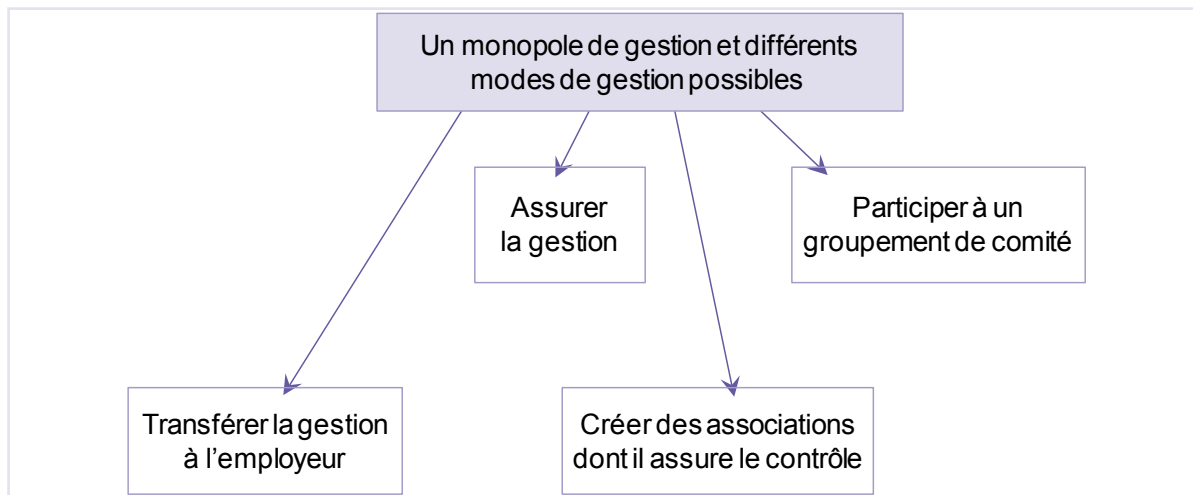 Un monopole de gestion et différents
modes de gestion possibles
Assurer
la gestion
Participer à un
groupement de comité
Transférer la gestion
à l’employeur
Créer des associations
dont il assure le contrôle